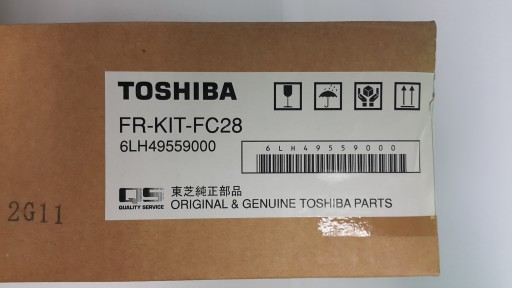 TOSHIBA
FR-KIT-FC28
6LH49559000
6LH49559000
QS
QUALITY SERVICE
東芝純正部品
ORIGINAL & GENUINE TOSHIBA PARTS
2G11